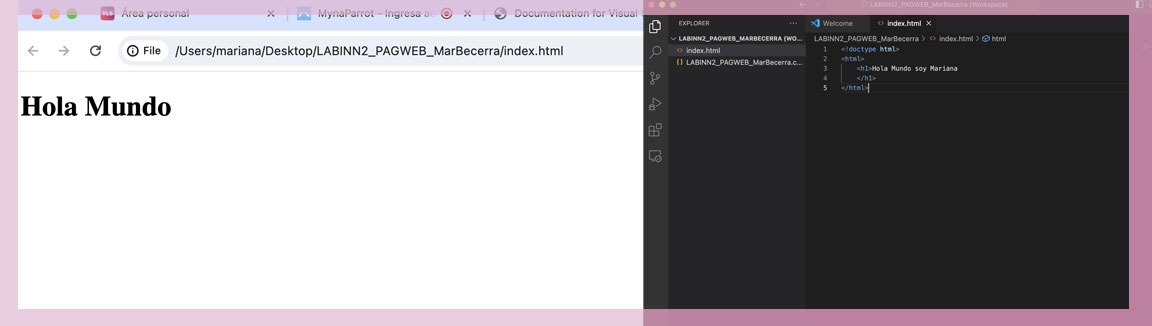 Área personal
MynaParrot - Ingresa a
Documentation for Visual
File
/Users/mariana/Desktop/LABINN2_PAGWEB_MarBecerra/index.html
Hola Mundo
LABINN2_PAGWEB_MarBecerra (Workspace)
EXPLORER
LABINN2_PAGWEB_MARBECERRA (WO...
index.html
LABINN2_PAGWEB_MarBecerra.c...
Welcome
index.html
LABINN2_PAGWEB_MarBecerra > index.html > html
1 <!doctype html>
2 <html>
3 <h1>Hola Mundo soy Mariana
4 </h1>
5 </html>